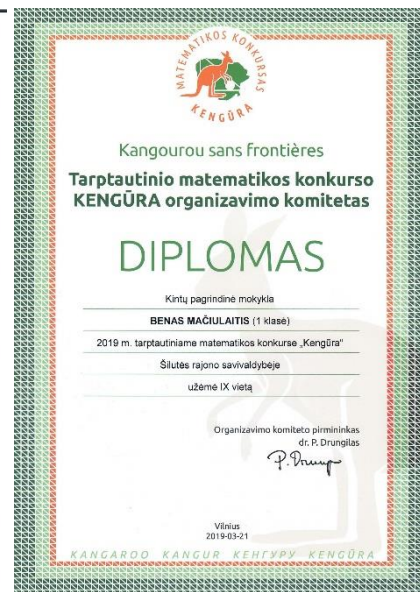 MATEMATIKOS KONKURSAS
KENGŪRA
Kangourou sans frontières
Tarptautinio matematikos konkurso
KENGŪRA organizavimo komitetas
DIPLOMAS
Kintų pagrindinė mokykla
BENAS MAČIULAITIS (1 klasė)
2019 m. tarptautiniame matematikos konkurse „Kengūra"
Šilutės rajono savivaldybėje
užėmė IX vietą
Organizavimo komiteto pirmininkas
dr. P. Drungilas
P. Drung
Vilnius
2019-03-21
KANGAROO KANGUR КЕНГУРУ KENGŪRA